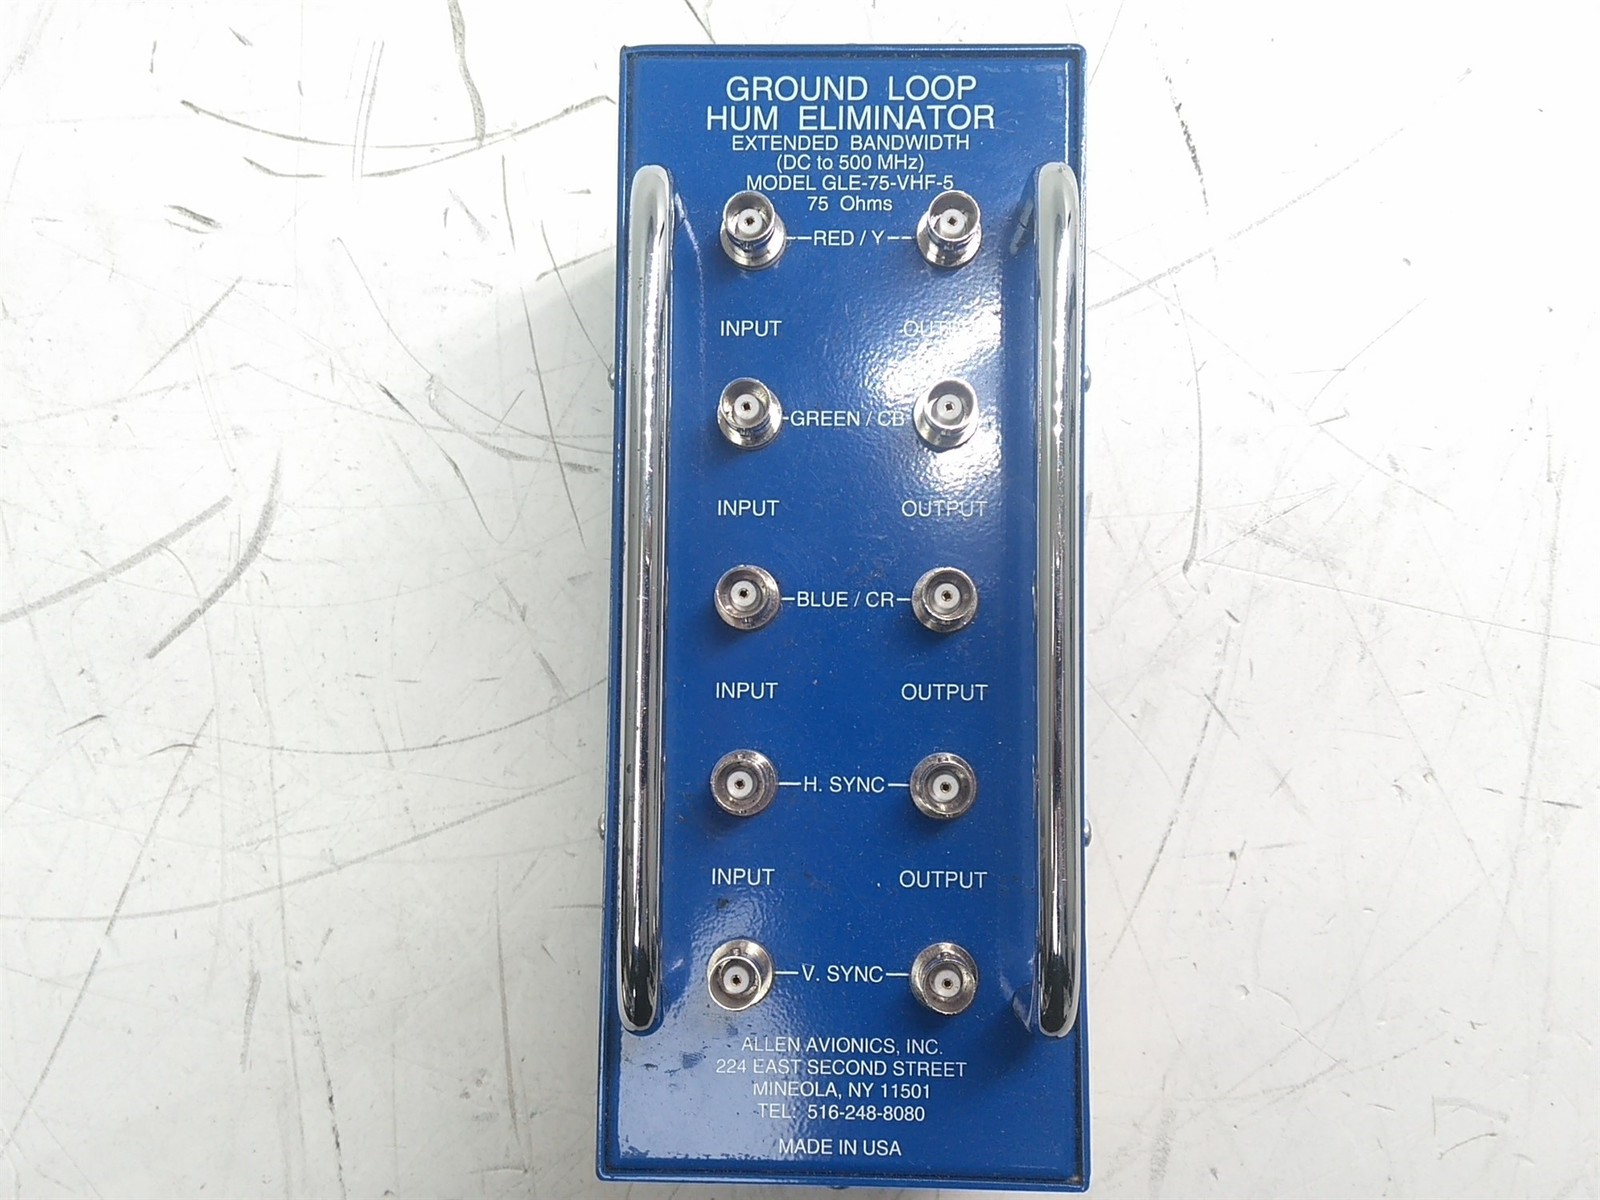 GROUND LOOP
HUM ELIMINATOR
EXTENDED BANDWIDTH
(DC to 500 MHz)
MODEL GLE-75-VHF-5
75 Ohms
RED / Y
INPUT OUTPUT
GREEN / CB
INPUT OUTPUT
BLUE / CR
INPUT OUTPUT
H. SYNC
INPUT OUTPUT
V. SYNC
ALLEN AVIONICS, INC.
224 EAST SECOND STREET
MINEOLA, NY 11501
TEL: 516-248-8080
MADE IN USA